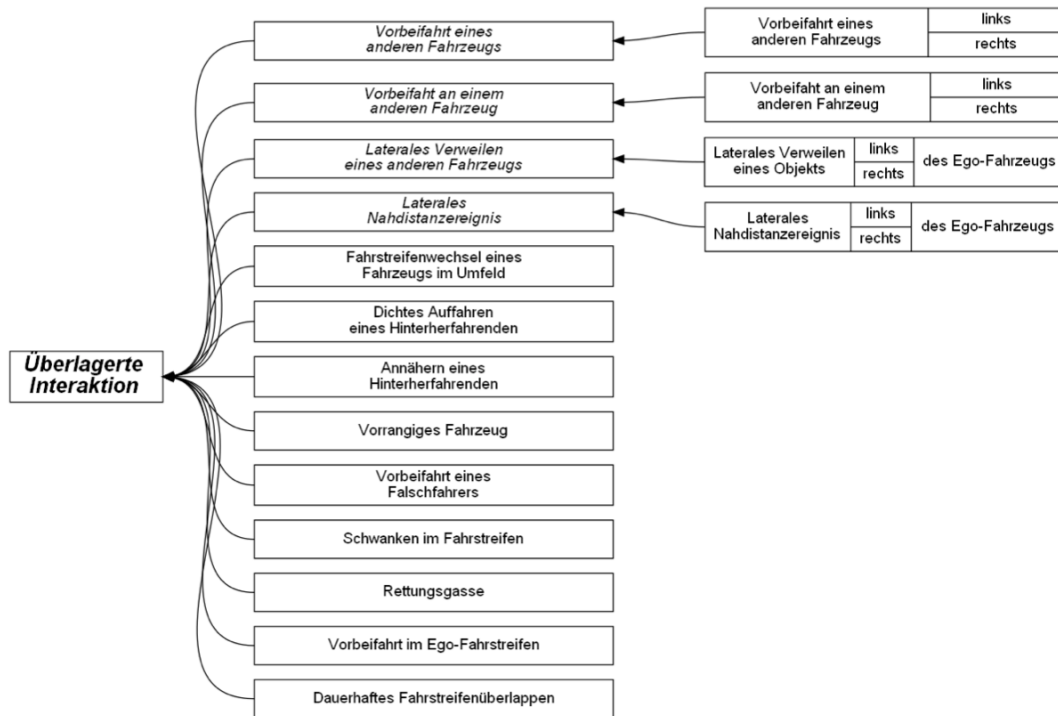 Überlagerte
Interaktion
Vorbeifahrt eines
anderen Fahrzeugs
Vorbeifaht an einem
anderen Fahrzeug
Laterales Verweilen
eines anderen Fahrzeugs
Laterales
Nahdistanzereignis
Fahrstreifenwechsel eines
Fahrzeugs im Umfeld
Dichtes Auffahren
eines Hinterherfahrenden
Annähern eines
Hinterherfahrenden
Vorrangiges Fahrzeug
Vorbeifahrt eines
Falschfahrers
Schwanken im Fahrstreifen
Rettungsgasse
Vorbeifahrt im Ego-Fahrstreifen
Dauerhaftes Fahrstreifenüberlappen
Vorbeifahrt eines
anderen Fahrzeugs
links
rechts
Vorbeifaht an einem
anderen Fahrzeug
links
rechts
Laterales Verweilen
eines Objekts
links
rechts
des Ego-Fahrzeugs
Laterales
Nahdistanzereignis
links
rechts
des Ego-Fahrzeugs